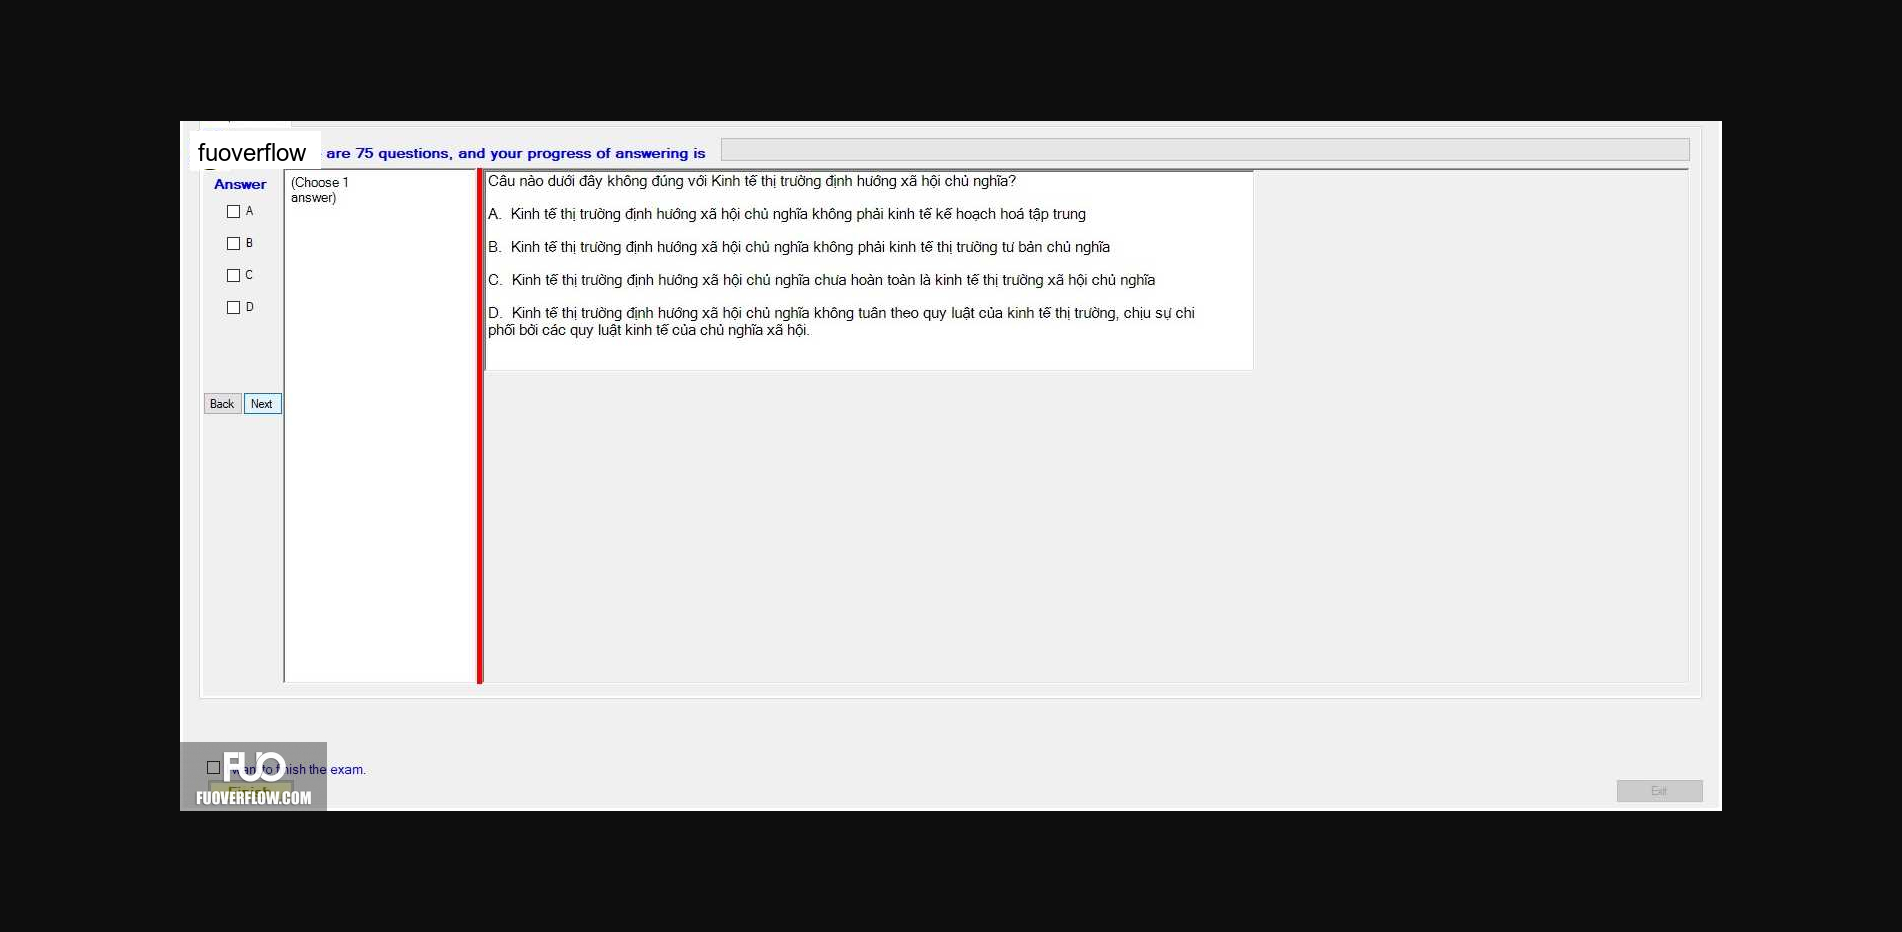 fuoverflow are 75 questions, and your progress of answering is
Answer
A
B
C
D
Back Next
(Choose 1
answer)
Câu nào dưới đây không đúng với Kinh tế thị trường định hướng xã hội chủ nghĩa?
A. Kinh tế thị trường định hướng xã hội chủ nghĩa không phải kinh tế kế hoạch hoá tập trung
B. Kinh tế thị trường định hướng xã hội chủ nghĩa không phải kinh tế thị trường tư bản chủ nghĩa
C. Kinh tế thị trường định hướng xã hội chủ nghĩa chưa hoàn toàn là kinh tế thị trường xã hội chủ nghĩa
D. Kinh tế thị trường định hướng xã hội chủ nghĩa không tuân theo quy luật của kinh tế thị trường, chịu sự chi
phối bởi các quy luật kinh tế của chủ nghĩa xã hội.
want to finish the exam.
Finish
FUO
FUOVERFLOW.COM
Exit